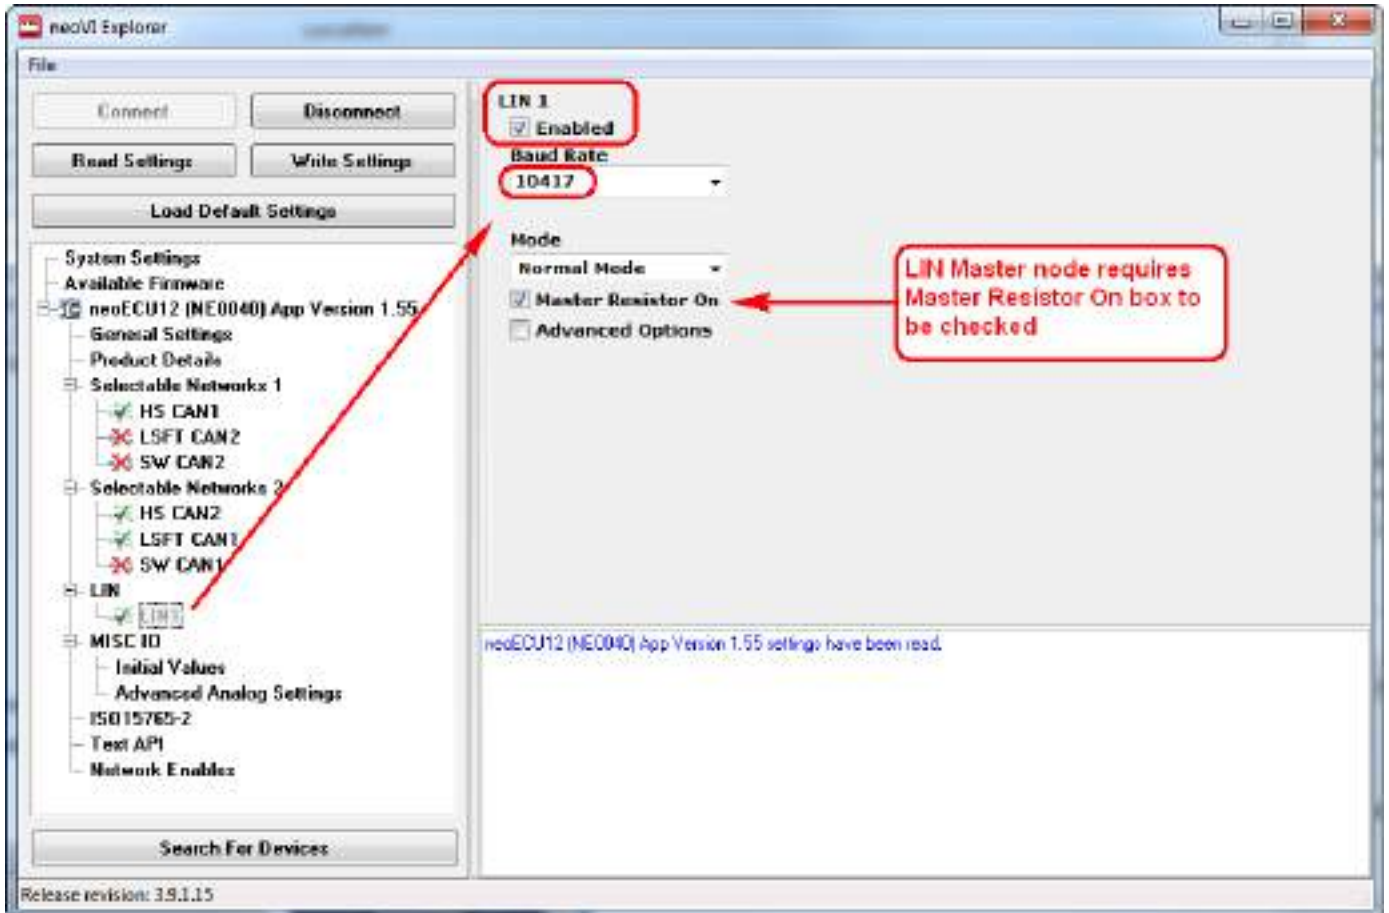 neoVI Explorer
File
Connect
Disconnect
Read Settings
Write Settings
Load Default Settings
System Settings
Available Firmware
neoECU12 (NE0040) App Version 1.55
General Settings
Product Details
Selectable Networks 1
HS CAN1
LSFT CAN2
SW CAN2
Selectable Networks 2
HS CAN2
LSFT CAN1
SW CAN1
LIN
LIN1
MISC IO
Initial Values
Advanced Analog Settings
ISO15765-2
Text API
Network Enables
Search For Devices
LIN 1
Enabled
Baud Rate
10417
Mode
Normal Mode
Master Resistor On
Advanced Options
LIN Master node requires
Master Resistor On box to
be checked
neoECU12 (NE0040) App Version 1.55 settings have been read.
Release revision: 3.9.1.15